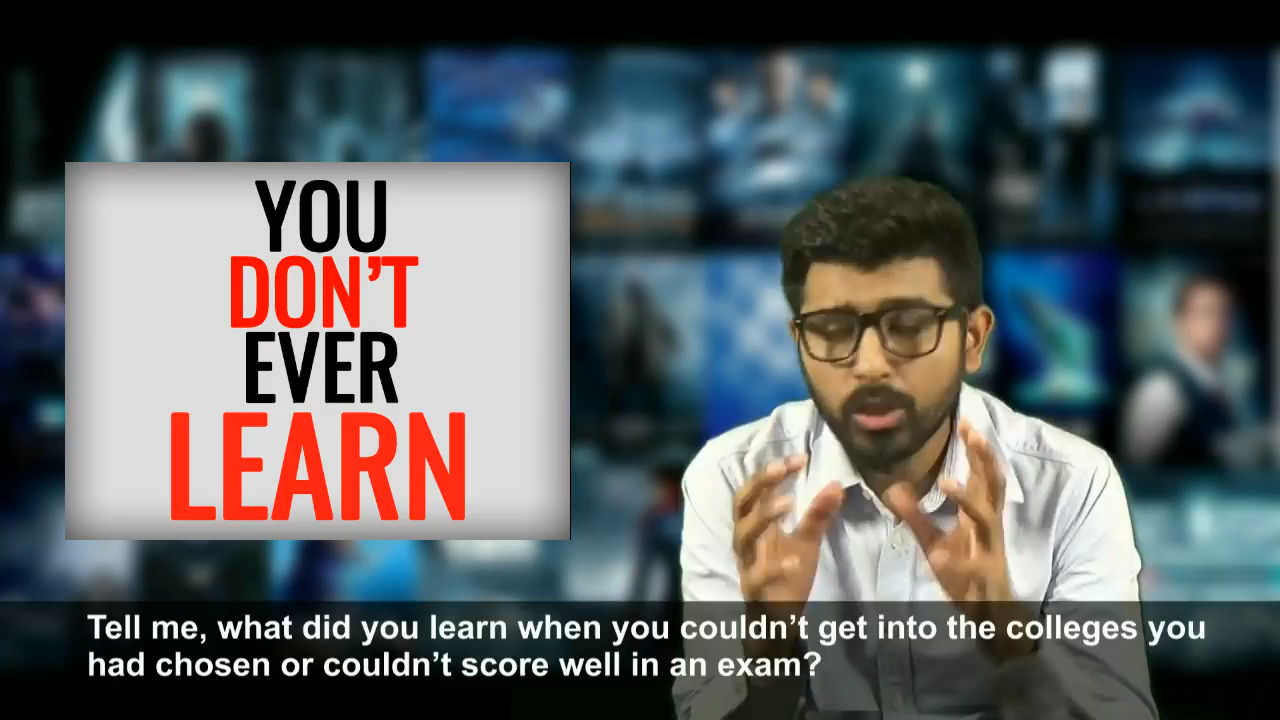 YOU
DON'T
EVER
LEARN
Tell me, what did you learn when you couldn't get into the colleges you
had chosen or couldn't score well in an exam?